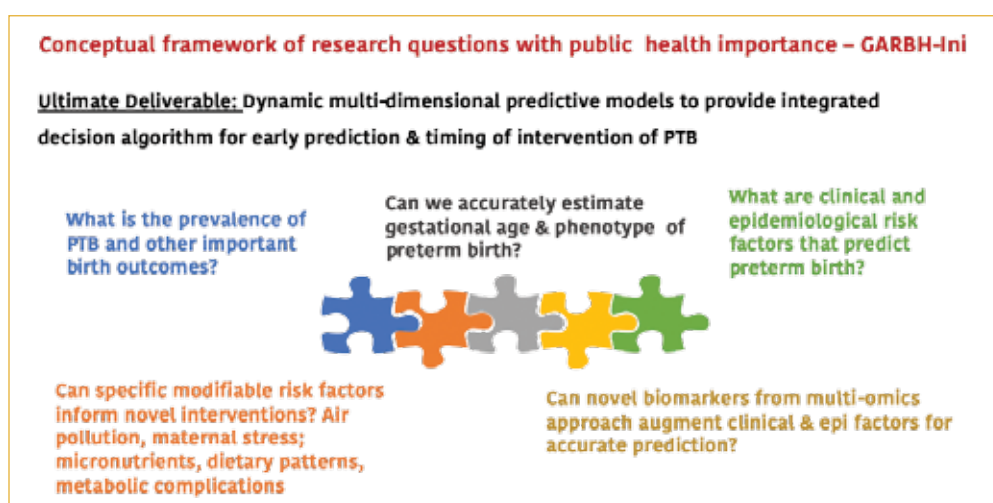 Conceptual framework of research questions with public health importance – GARBH-Ini
Ultimate Deliverable: Dynamic multi-dimensional predictive models to provide integrated
decision algorithm for early prediction & timing of intervention of PTB
What is the prevalence of
PTB and other important
birth outcomes?
Can we accurately estimate
gestational age & phenotype of
preterm birth?
What are clinical and
epidemiological risk
factors that predict
preterm birth?
Can specific modifiable risk factors
inform novel interventions? Air
pollution, maternal stress;
micronutrients, dietary patterns,
metabolic complications
Can novel biomarkers from multi-omics
approach augment clinical & epi factors for
accurate prediction?